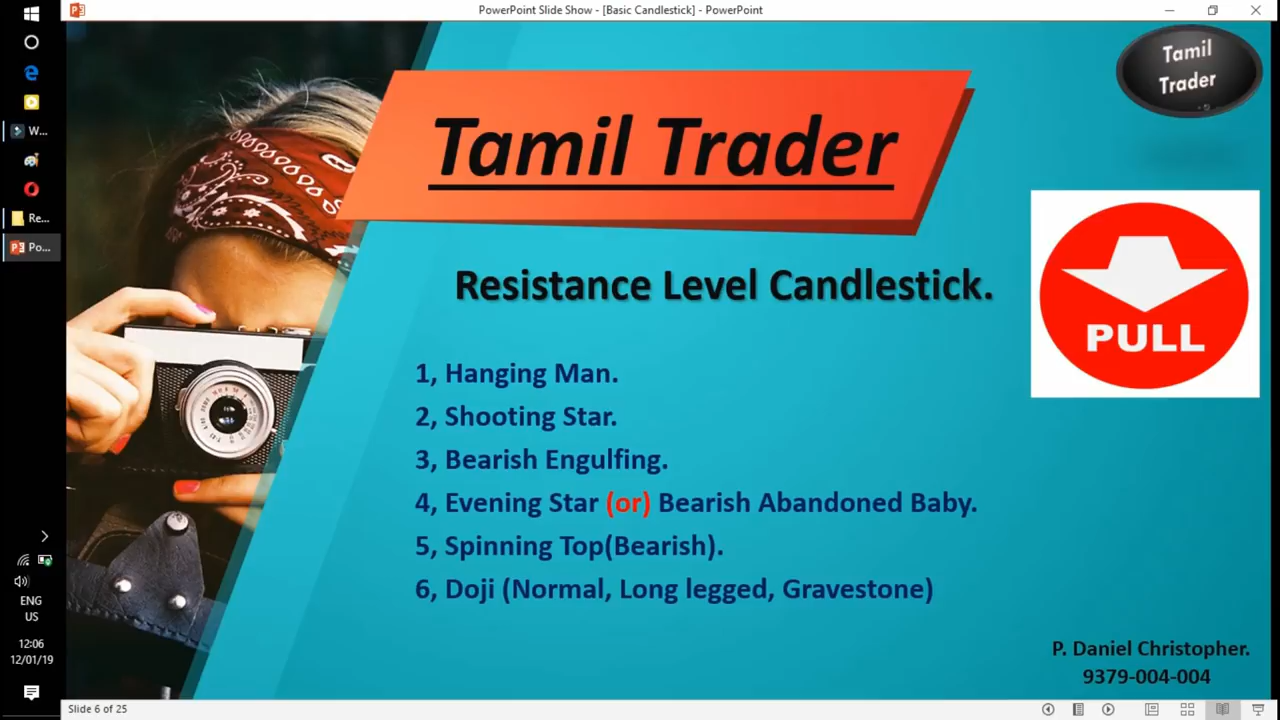 PowerPoint Slide Show - [Basic Candlestick] - PowerPoint
Tamil
Trader
Tamil Trader
Resistance Level Candlestick.
PULL
1, Hanging Man.
2, Shooting Star.
3, Bearish Engulfing.
4, Evening Star (or) Bearish Abandoned Baby.
5, Spinning Top(Bearish).
6, Doji (Normal, Long legged, Gravestone)
P. Daniel Christopher.
9379-004-004
W...
Re...
Po...
ENG
US
12:06
12/01/19
Slide 6 of 25